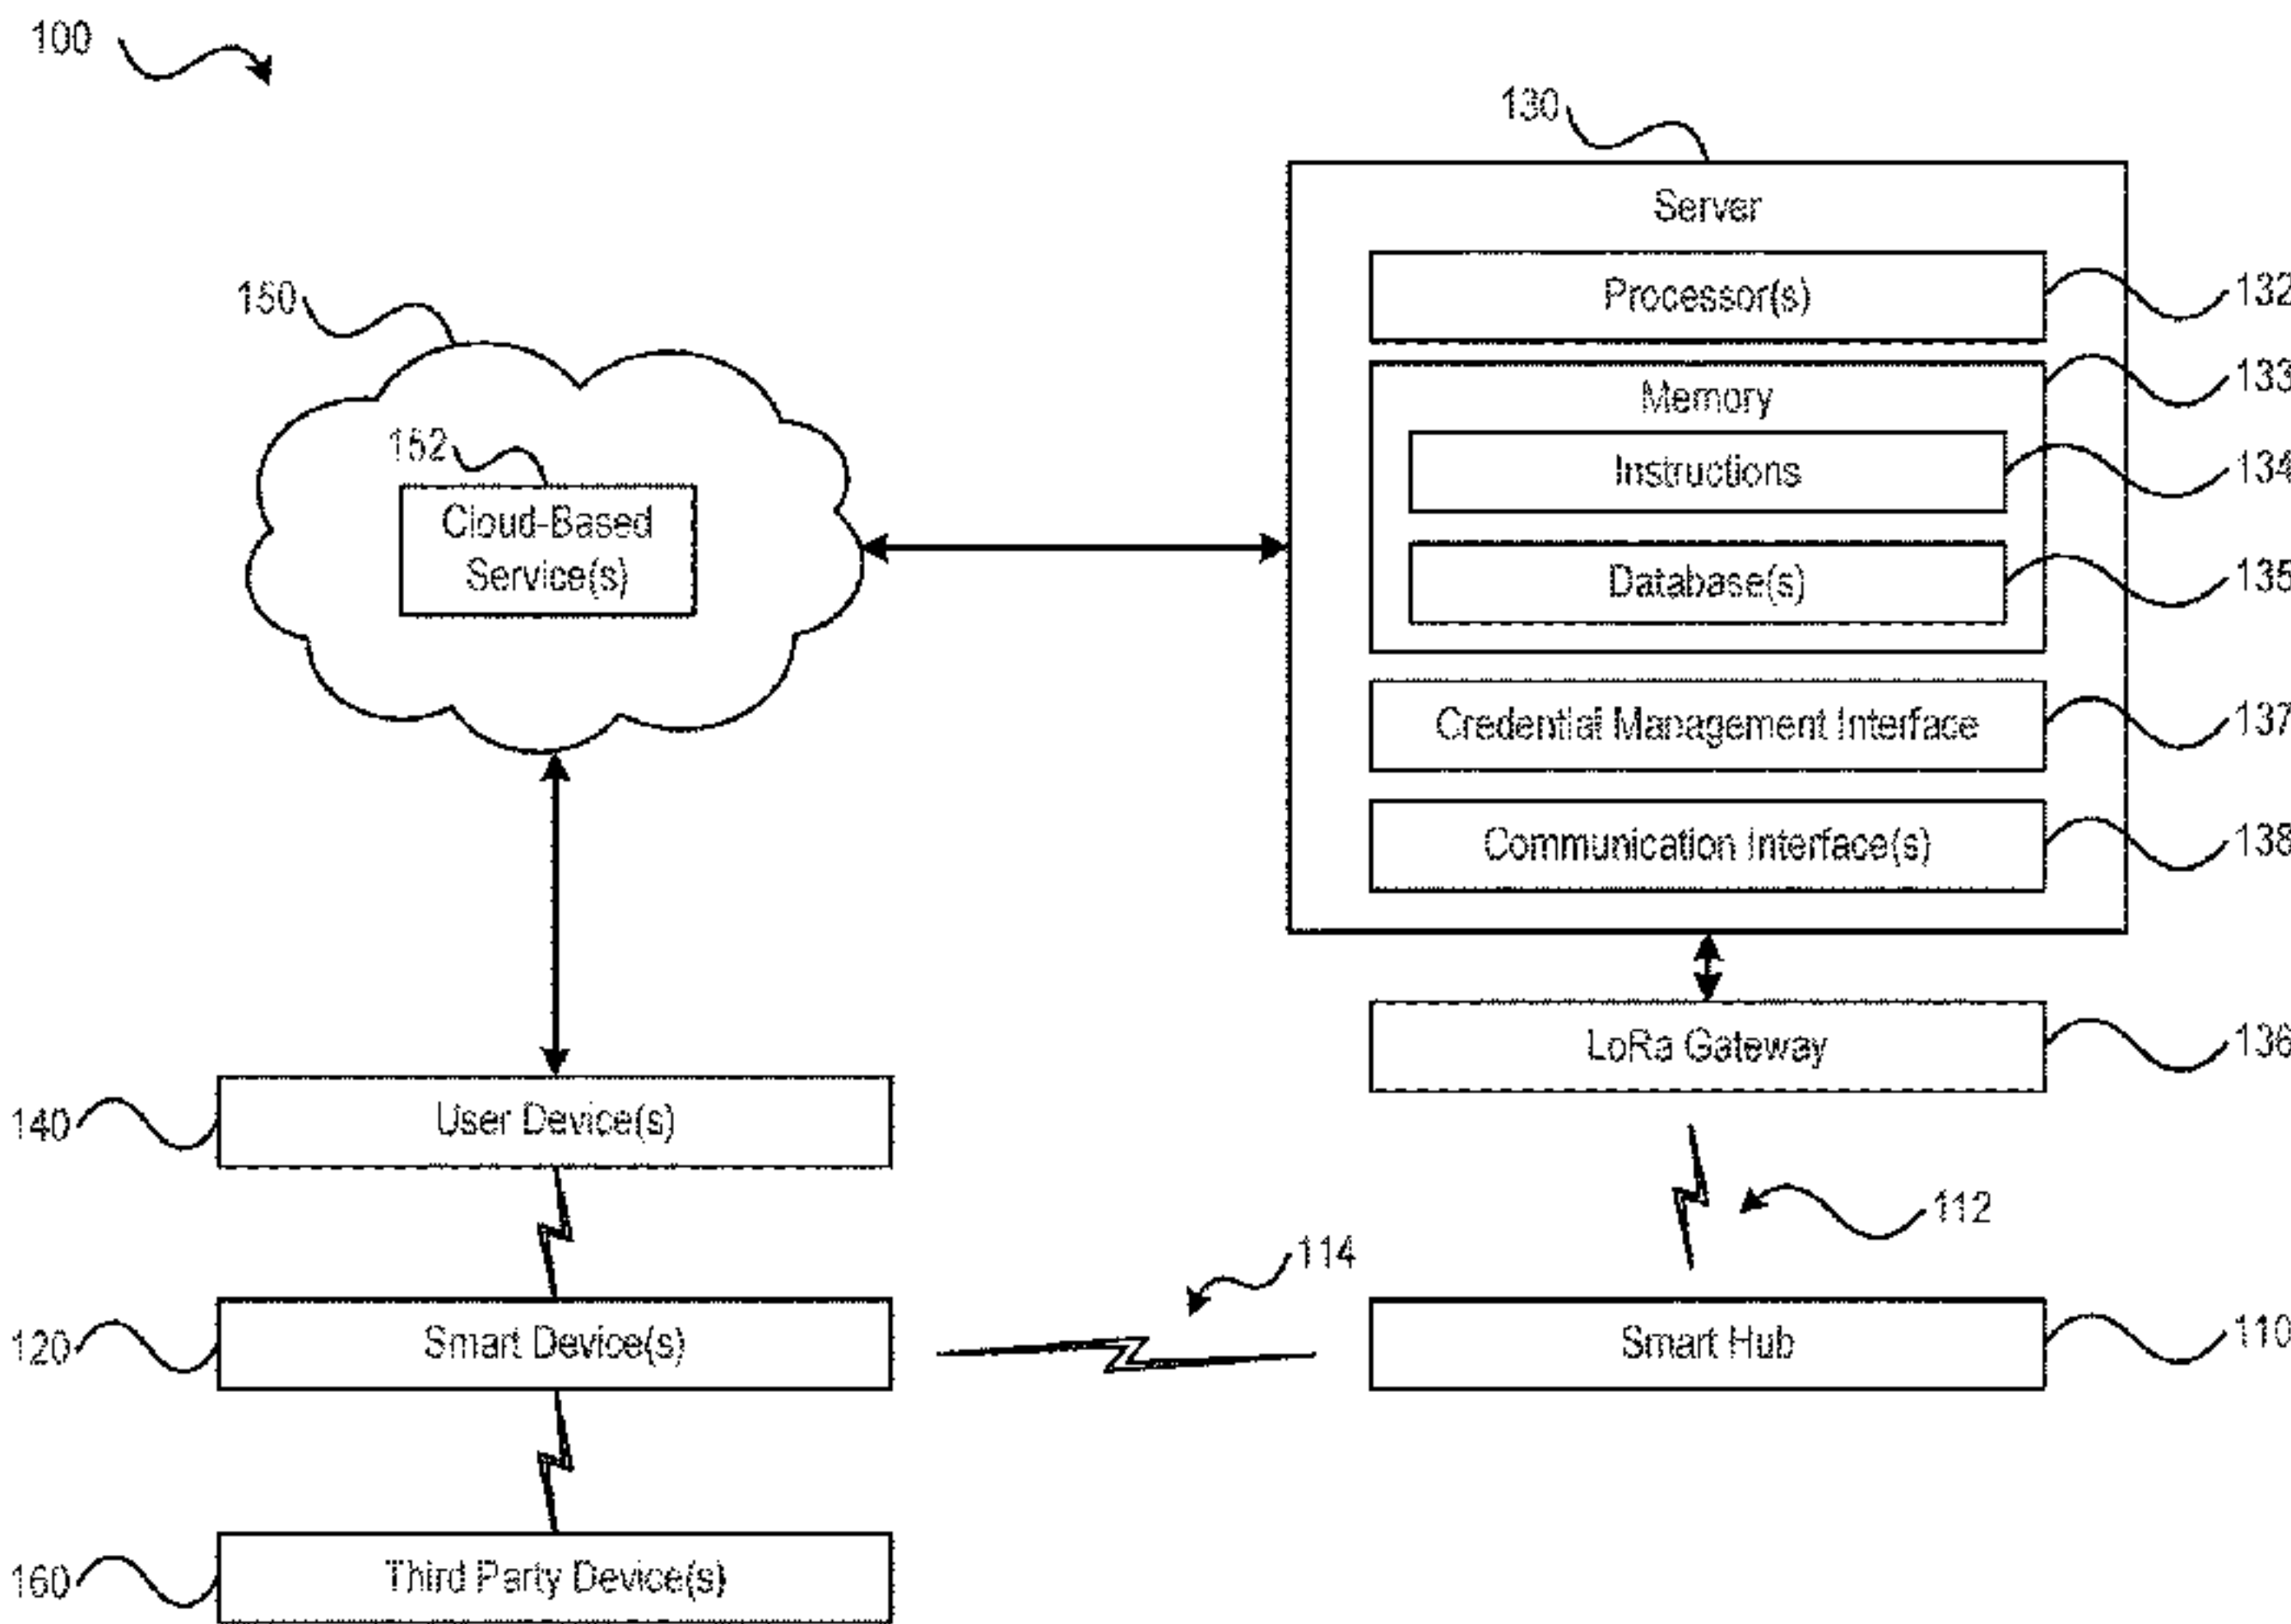 100
130
Server
Processor(s)
132
150
Memory
133
152
Instructions
134
Cloud-Based
Service(s)
Database(s)
135
Credential Management Interface
137
Communication Interface(s)
138
LoRa Gateway
136
140
User Device(s)
112
114
120
Smart Device(s)
Smart Hub
110
160
Third Party Device(s)